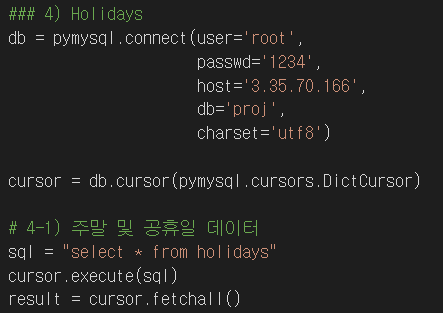 ### 4) Holidays
db = pymysql.connect(user='root',
                     passwd='1234',
                     host='3.35.70.166',
                     db='proj',
                     charset='utf8')

cursor = db.cursor(pymysql.cursors.DictCursor)

# 4-1) 주말 및 공휴일 데이터
sql = "select * from holidays"
cursor.execute(sql)
result = cursor.fetchall()